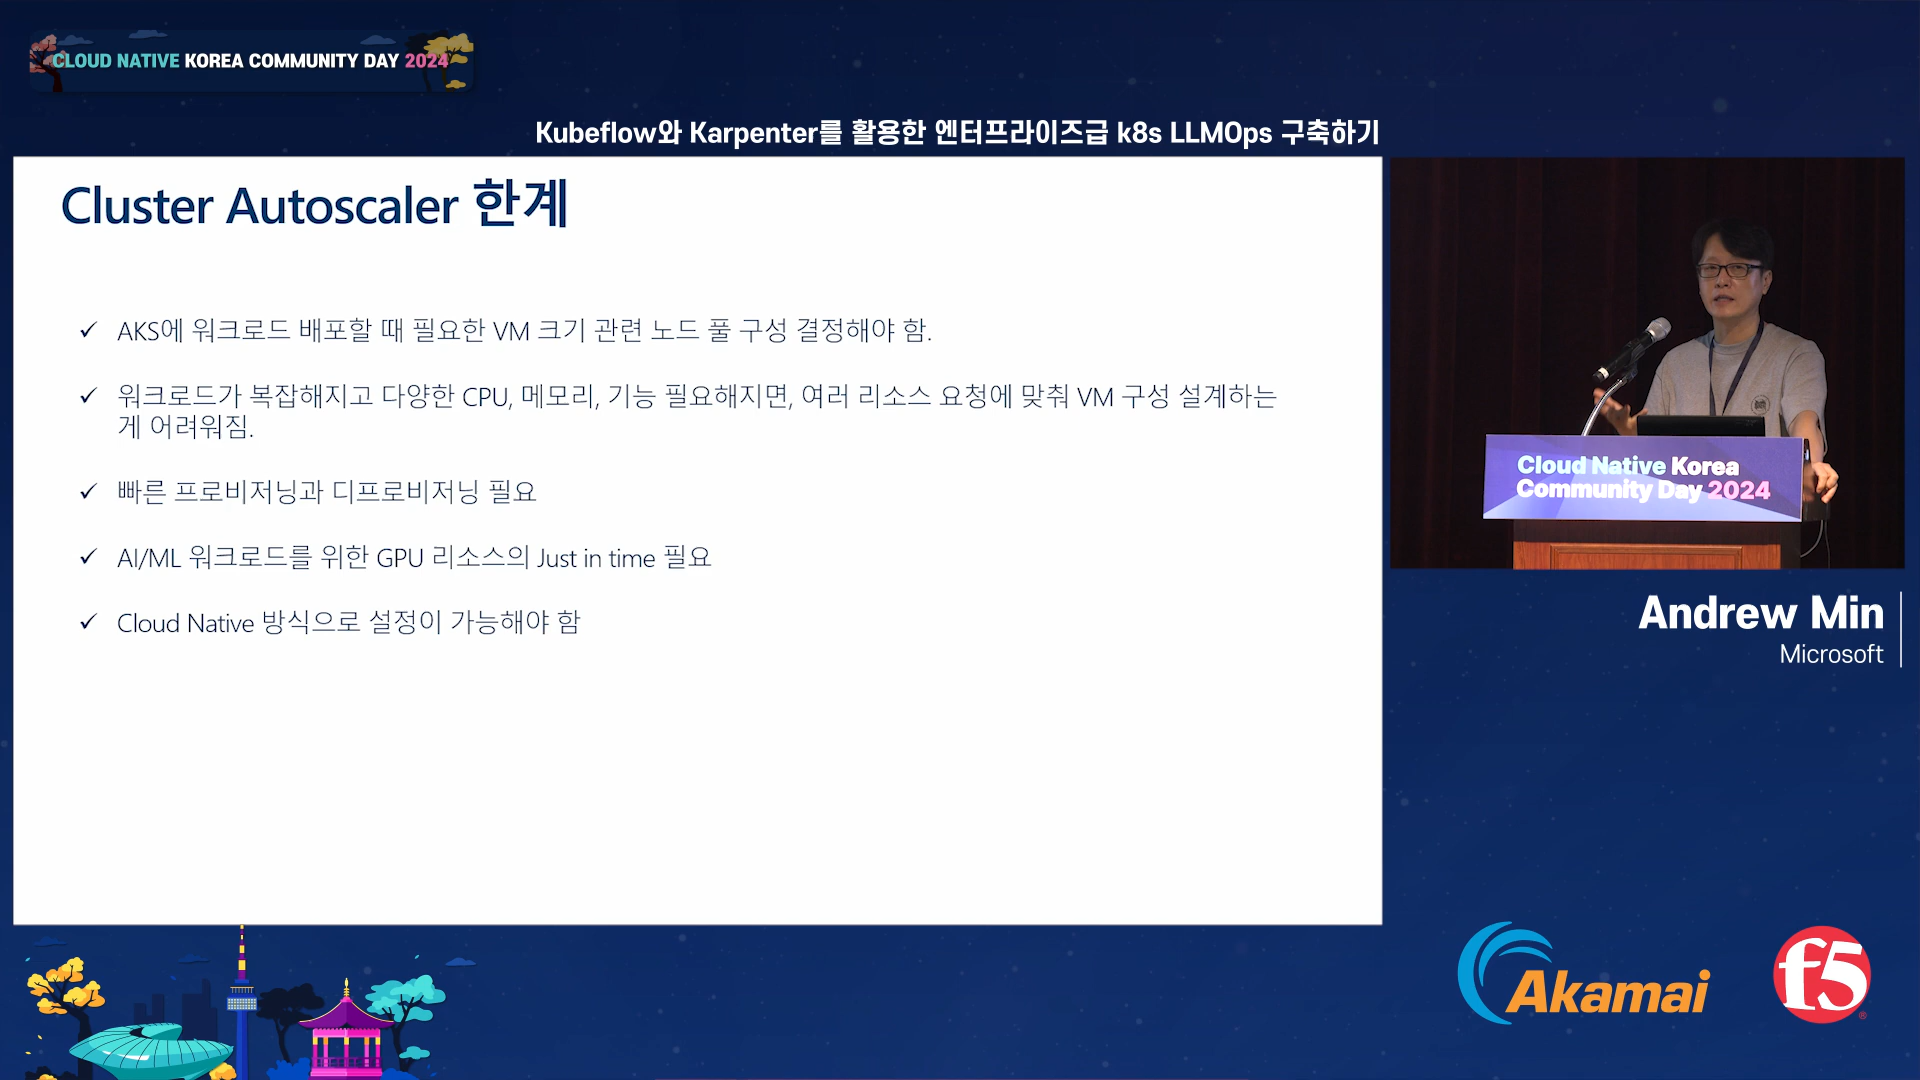 CLOUD NATIVE KOREA COMMUNITY DAY 2024
Kubeflow와 Karpenter를 활용한 엔터프라이즈급 k8s LLMOps 구축하기
Cluster Autoscaler 한계
✓ AKS에 워크로드 배포할 때 필요한 VM 크기 관련 노드 풀 구성 결정해야 함.
✓ 워크로드가 복잡해지고 다양한 CPU, 메모리, 기능 필요해지면, 여러 리소스 요청에 맞춰 VM 구성 설계하는
게 어려워짐.
✓ 빠른 프로비저닝과 디프로비저닝 필요
✓ AI/ML 워크로드를 위한 GPU 리소스의 Just in time 필요
✓ Cloud Native 방식으로 설정이 가능해야 함
Cloud Native Korea
Community Day 2024
Andrew Min
Microsoft
Akamai
f5